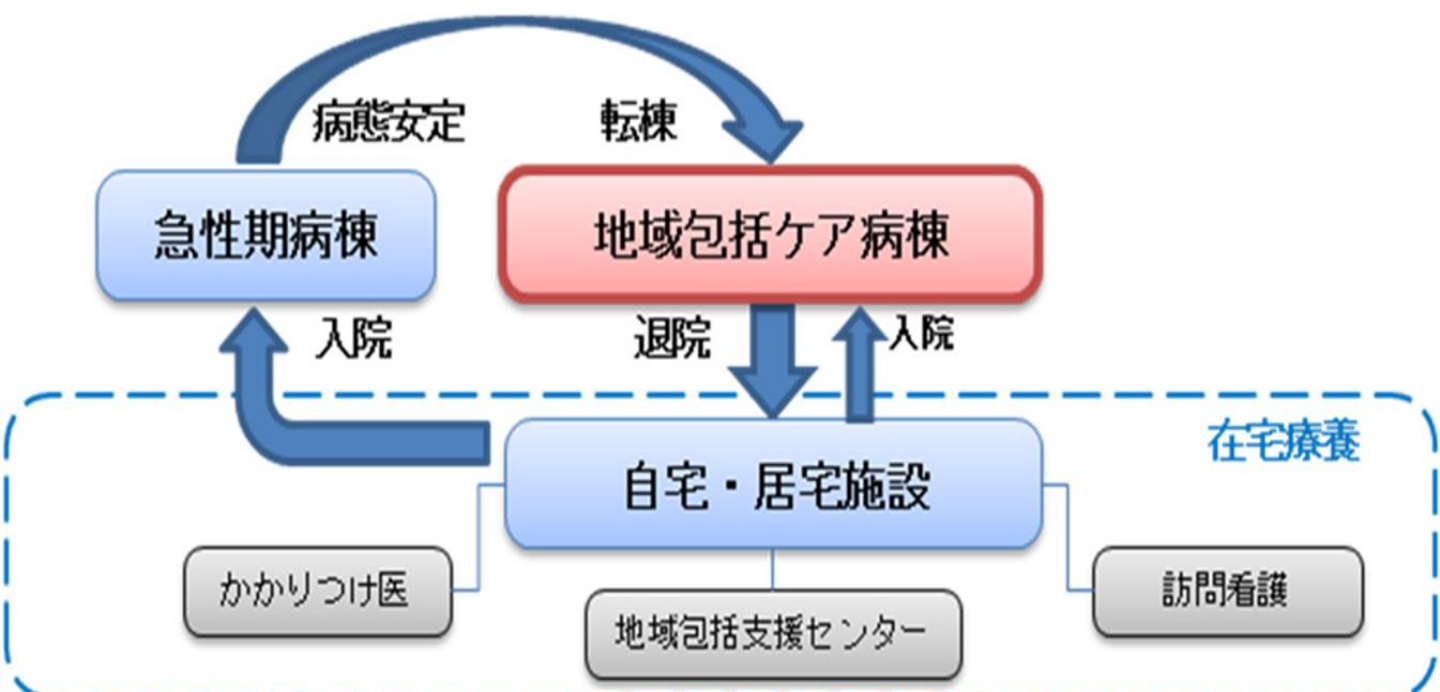 病態安定
転棟
急性期病棟
地域包括ケア病棟
入院
退院
入院
在宅療養
自宅・居宅施設
かかりつけ医
地域包括支援センター
訪問看護